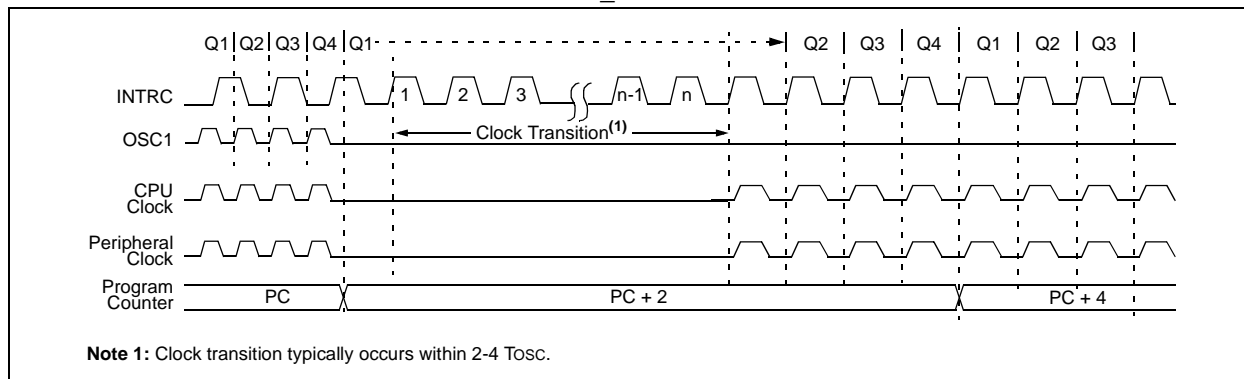 Q1 Q2 Q3 Q4 Q1 Q2 Q3 Q4 Q1 Q2 Q3
INTRC 1 2 3 n-1 n
Clock Transition(1)
OSC1
CPU
Clock
Peripheral
Clock
Program
Counter
PC PC + 2 PC + 4
Note 1: Clock transition typically occurs within 2-4 TOSC.